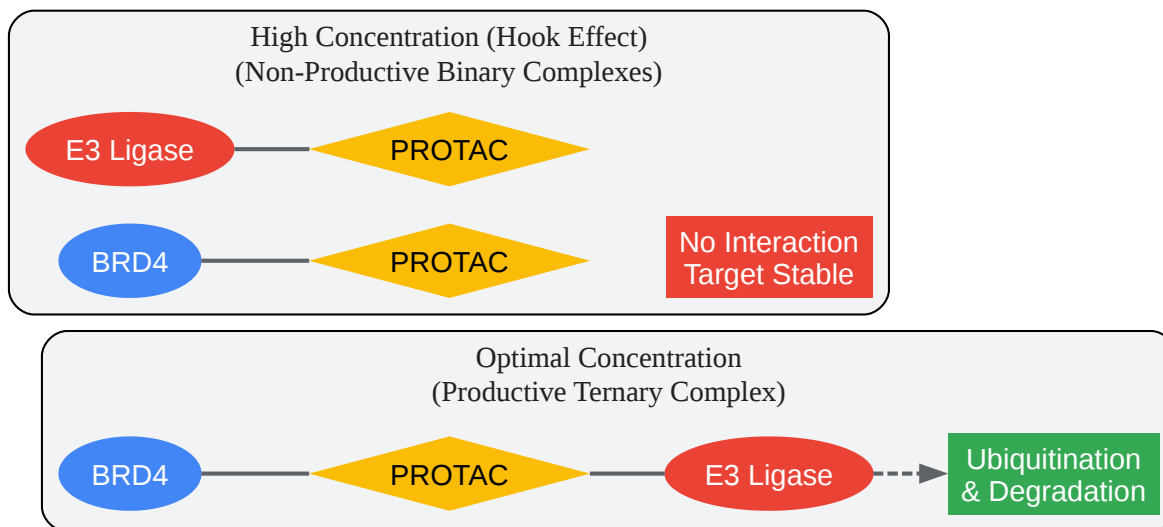 High Concentration (Hook Effect)
(Non-Productive Binary Complexes)
E3 Ligase
PROTAC
BRD4
PROTAC
No Interaction
Target Stable
Optimal Concentration
(Productive Ternary Complex)
BRD4
PROTAC
E3 Ligase
Ubiquitination
& Degradation